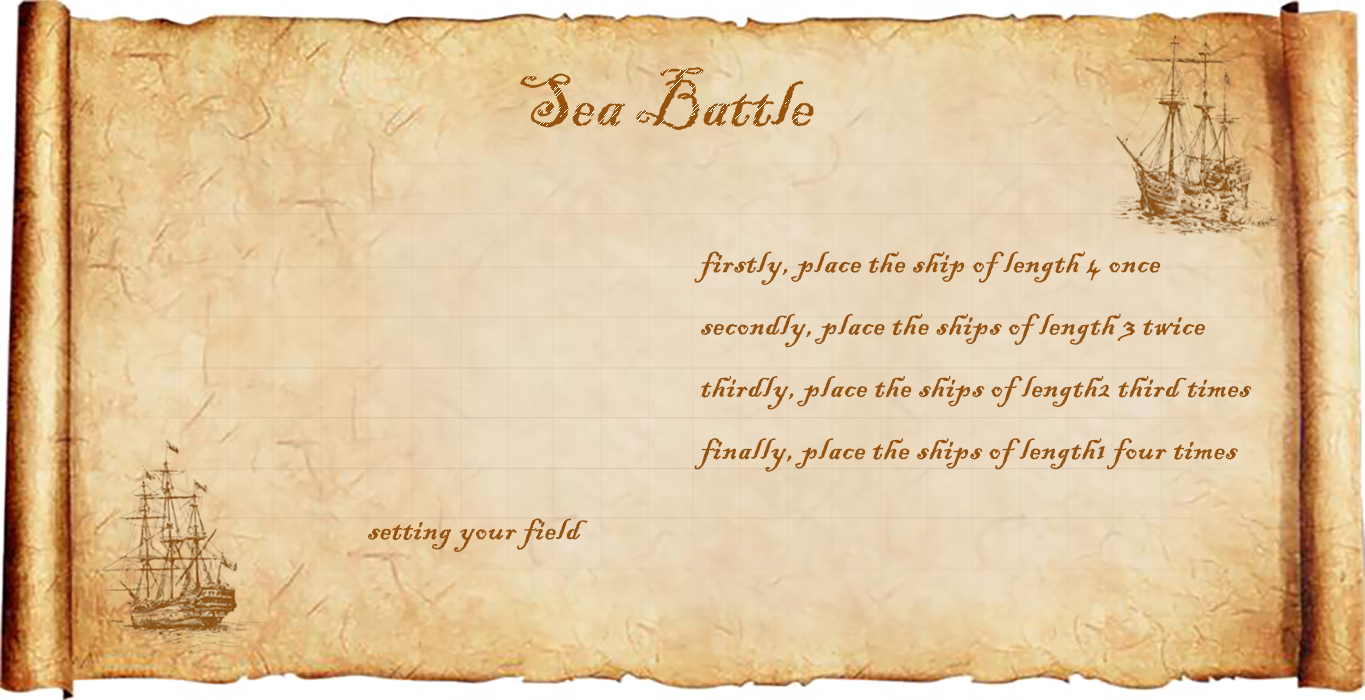 Sea Battle
firstly, place the ship of length 4 once
secondly, place the ships of length 3 twice
thirdly, place the ships of length2 third times
finally, place the ships of length1 four times
setting your field